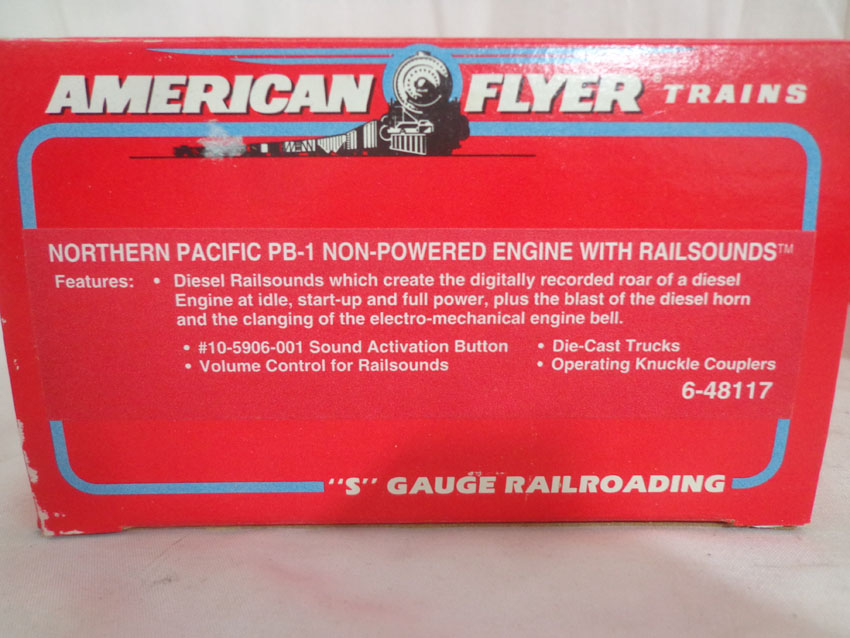 AMERICAN FLYER® TRAINS
NORTHERN PACIFIC PB-1 NON-POWERED ENGINE WITH RAILSOUNDS™
Features: • Diesel Railsounds which create the digitally recorded roar of a diesel
Engine at idle, start-up and full power, plus the blast of the diesel horn
and the clanging of the electro-mechanical engine bell.
• #10-5906-001 Sound Activation Button • Die-Cast Trucks
• Volume Control for Railsounds • Operating Knuckle Couplers
6-48117
"S" GAUGE RAILROADING